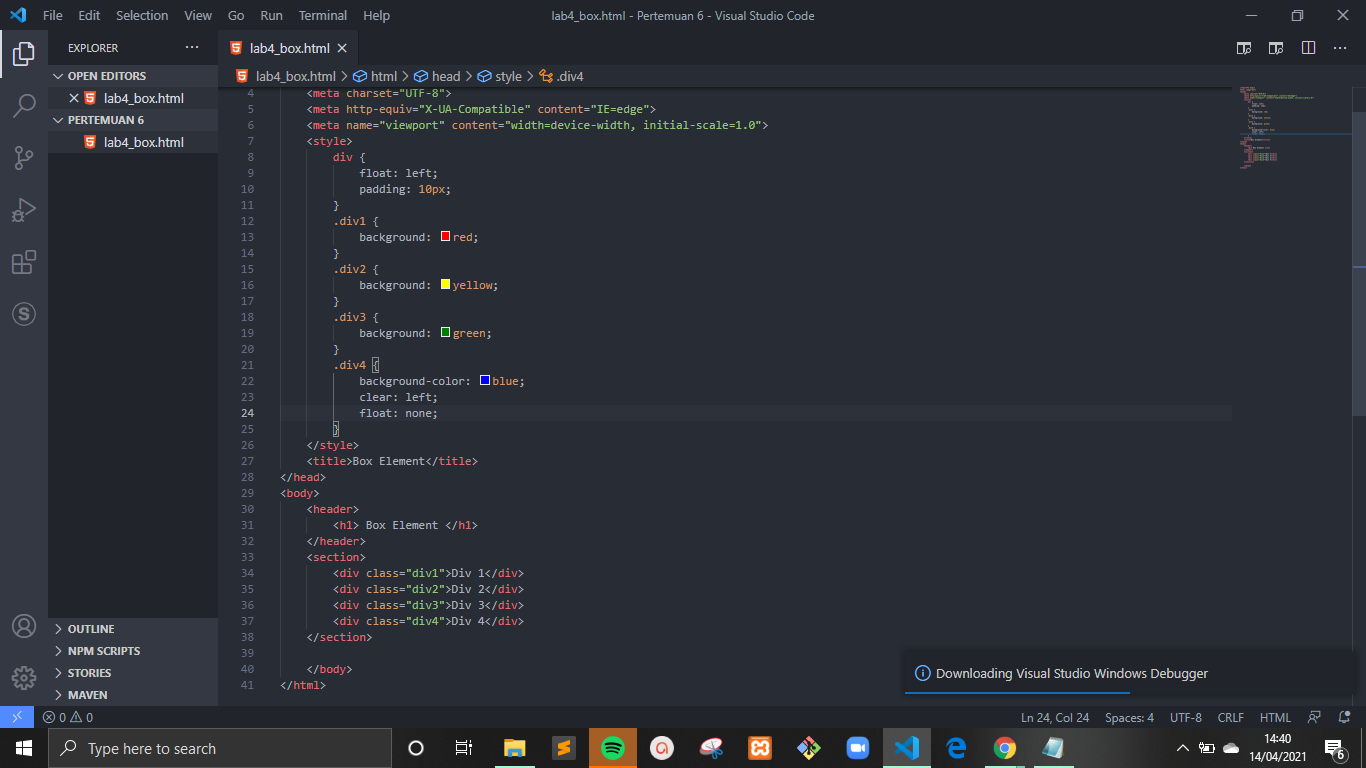 File Edit Selection View Go Run Terminal Help
lab4_box.html - Pertemuan 6 - Visual Studio Code
EXPLORER
OPEN EDITORS
lab4_box.html
PERTEMUAN 6
lab4_box.html
OUTLINE
NPM SCRIPTS
STORIES
MAVEN
lab4_box.html
lab4_box.html > html > head > style > .div4
4 <meta charset="UTF-8">
5 <meta http-equiv="X-UA-Compatible" content="IE=edge">
6 <meta name="viewport" content="width=device-width, initial-scale=1.0">
7 <style>
8 div {
9 float: left;
10 padding: 10px;
11 }
12 .div1 {
13 background: red;
14 }
15 .div2 {
16 background: yellow;
17 }
18 .div3 {
19 background: green;
20 }
21 .div4 {
22 background-color: blue;
23 clear: left;
24 float: none;
25 }
26 </style>
27 <title>Box Element</title>
28 </head>
29 <body>
30 <header>
31 <h1> Box Element </h1>
32 </header>
33 <section>
34 <div class="div1">Div 1</div>
35 <div class="div2">Div 2</div>
36 <div class="div3">Div 3</div>
37 <div class="div4">Div 4</div>
38 </section>
39
40 </body>
41 </html>
Downloading Visual Studio Windows Debugger
0 0
Ln 24, Col 24 Spaces: 4 UTF-8 CRLF HTML
Type here to search
14:40
14/04/2021
6